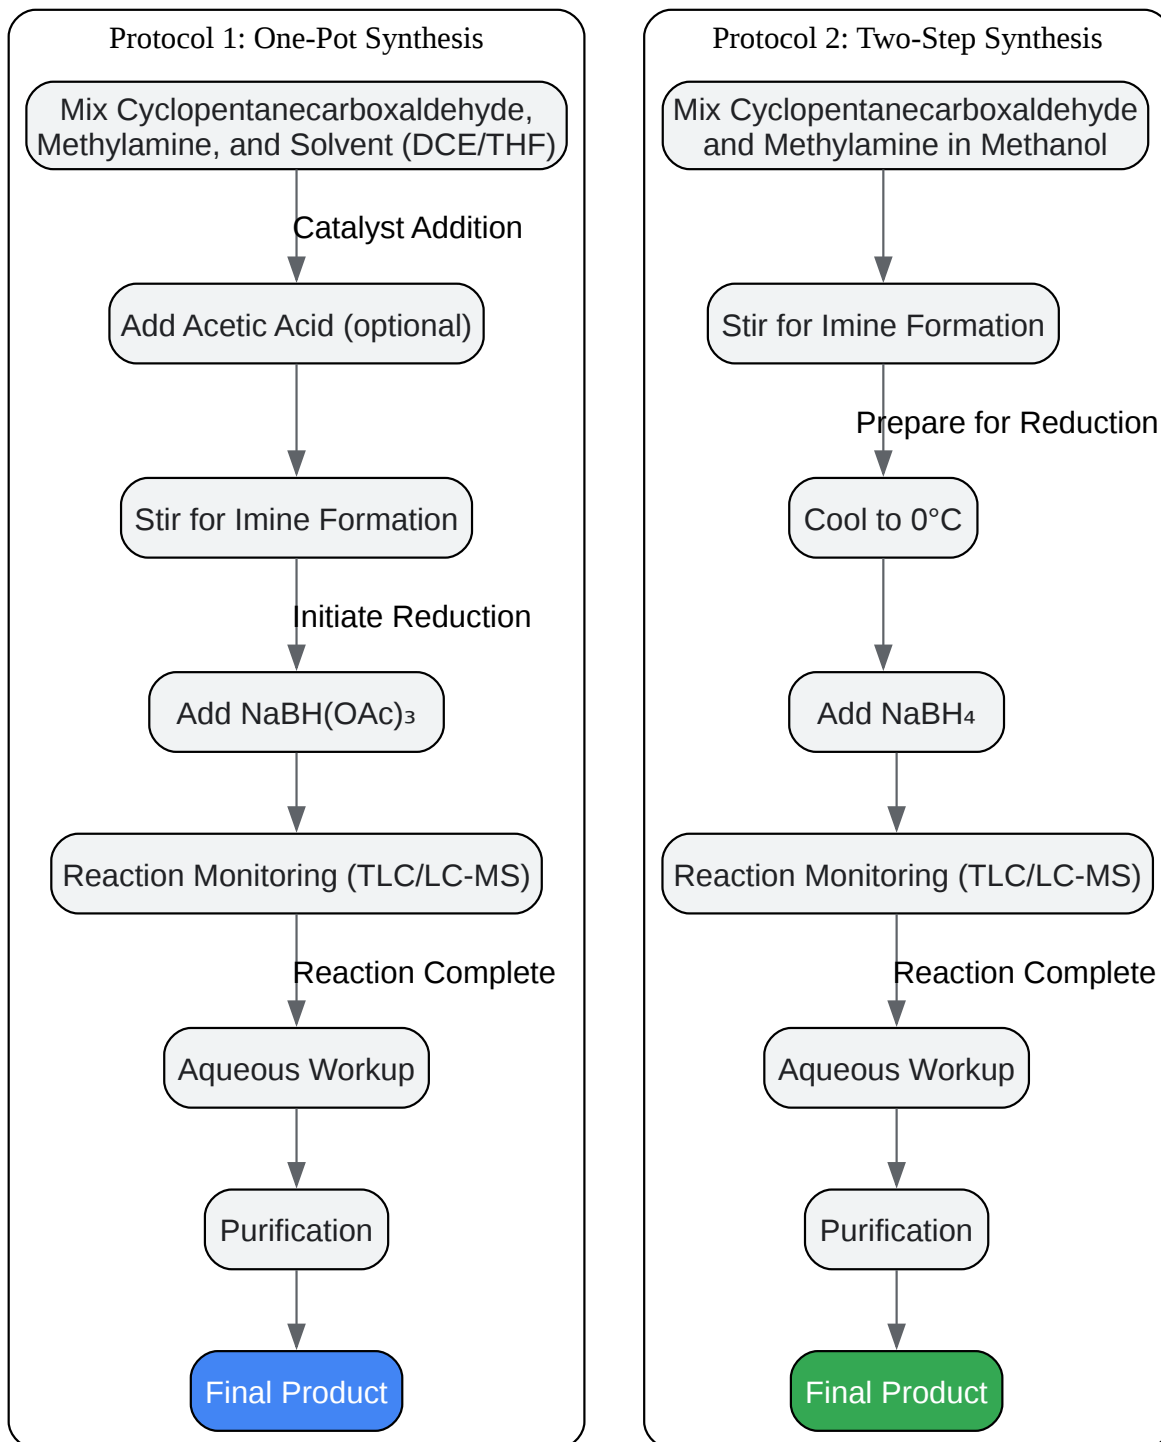 Protocol 1: One-Pot Synthesis
Mix Cyclopentanecarboxaldehyde,
Methylamine, and Solvent (DCE/THF)
Catalyst Addition
Add Acetic Acid (optional)
Stir for Imine Formation
Initiate Reduction
Add NaBH(OAc)₃
Reaction Monitoring (TLC/LC-MS)
Reaction Complete
Aqueous Workup
Purification
Final Product
Protocol 2: Two-Step Synthesis
Mix Cyclopentanecarboxaldehyde
and Methylamine in Methanol
Stir for Imine Formation
Prepare for Reduction
Cool to 0°C
Add NaBH₄
Reaction Monitoring (TLC/LC-MS)
Reaction Complete
Aqueous Workup
Purification
Final Product